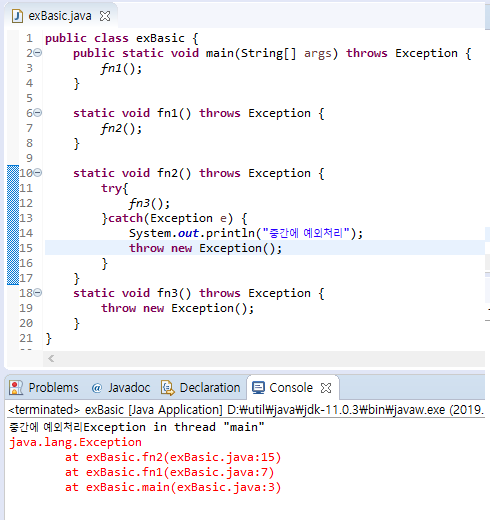 exBasic.java
1 public class exBasic {
2 public static void main(String[] args) throws Exception {
3 fn1();
4 }
5
6 static void fn1() throws Exception {
7 fn2();
8 }
9
10 static void fn2() throws Exception {
11 try{
12 fn3();
13 }catch(Exception e) {
14 System.out.println("중간에 예외처리");
15 throw new Exception();
16 }
17 }
18 static void fn3() throws Exception {
19 throw new Exception();
20 }
21 }
Problems @ Javadoc Declaration Console
<terminated> exBasic [Java Application] D:₩util₩java₩jdk-11.0.3₩bin₩javaw.exe (2019.
중간에 예외처리Exception in thread "main"
java.lang.Exception
at exBasic.fn2(exBasic.java:15)
at exBasic.fn1(exBasic.java:7)
at exBasic.main(exBasic.java:3)